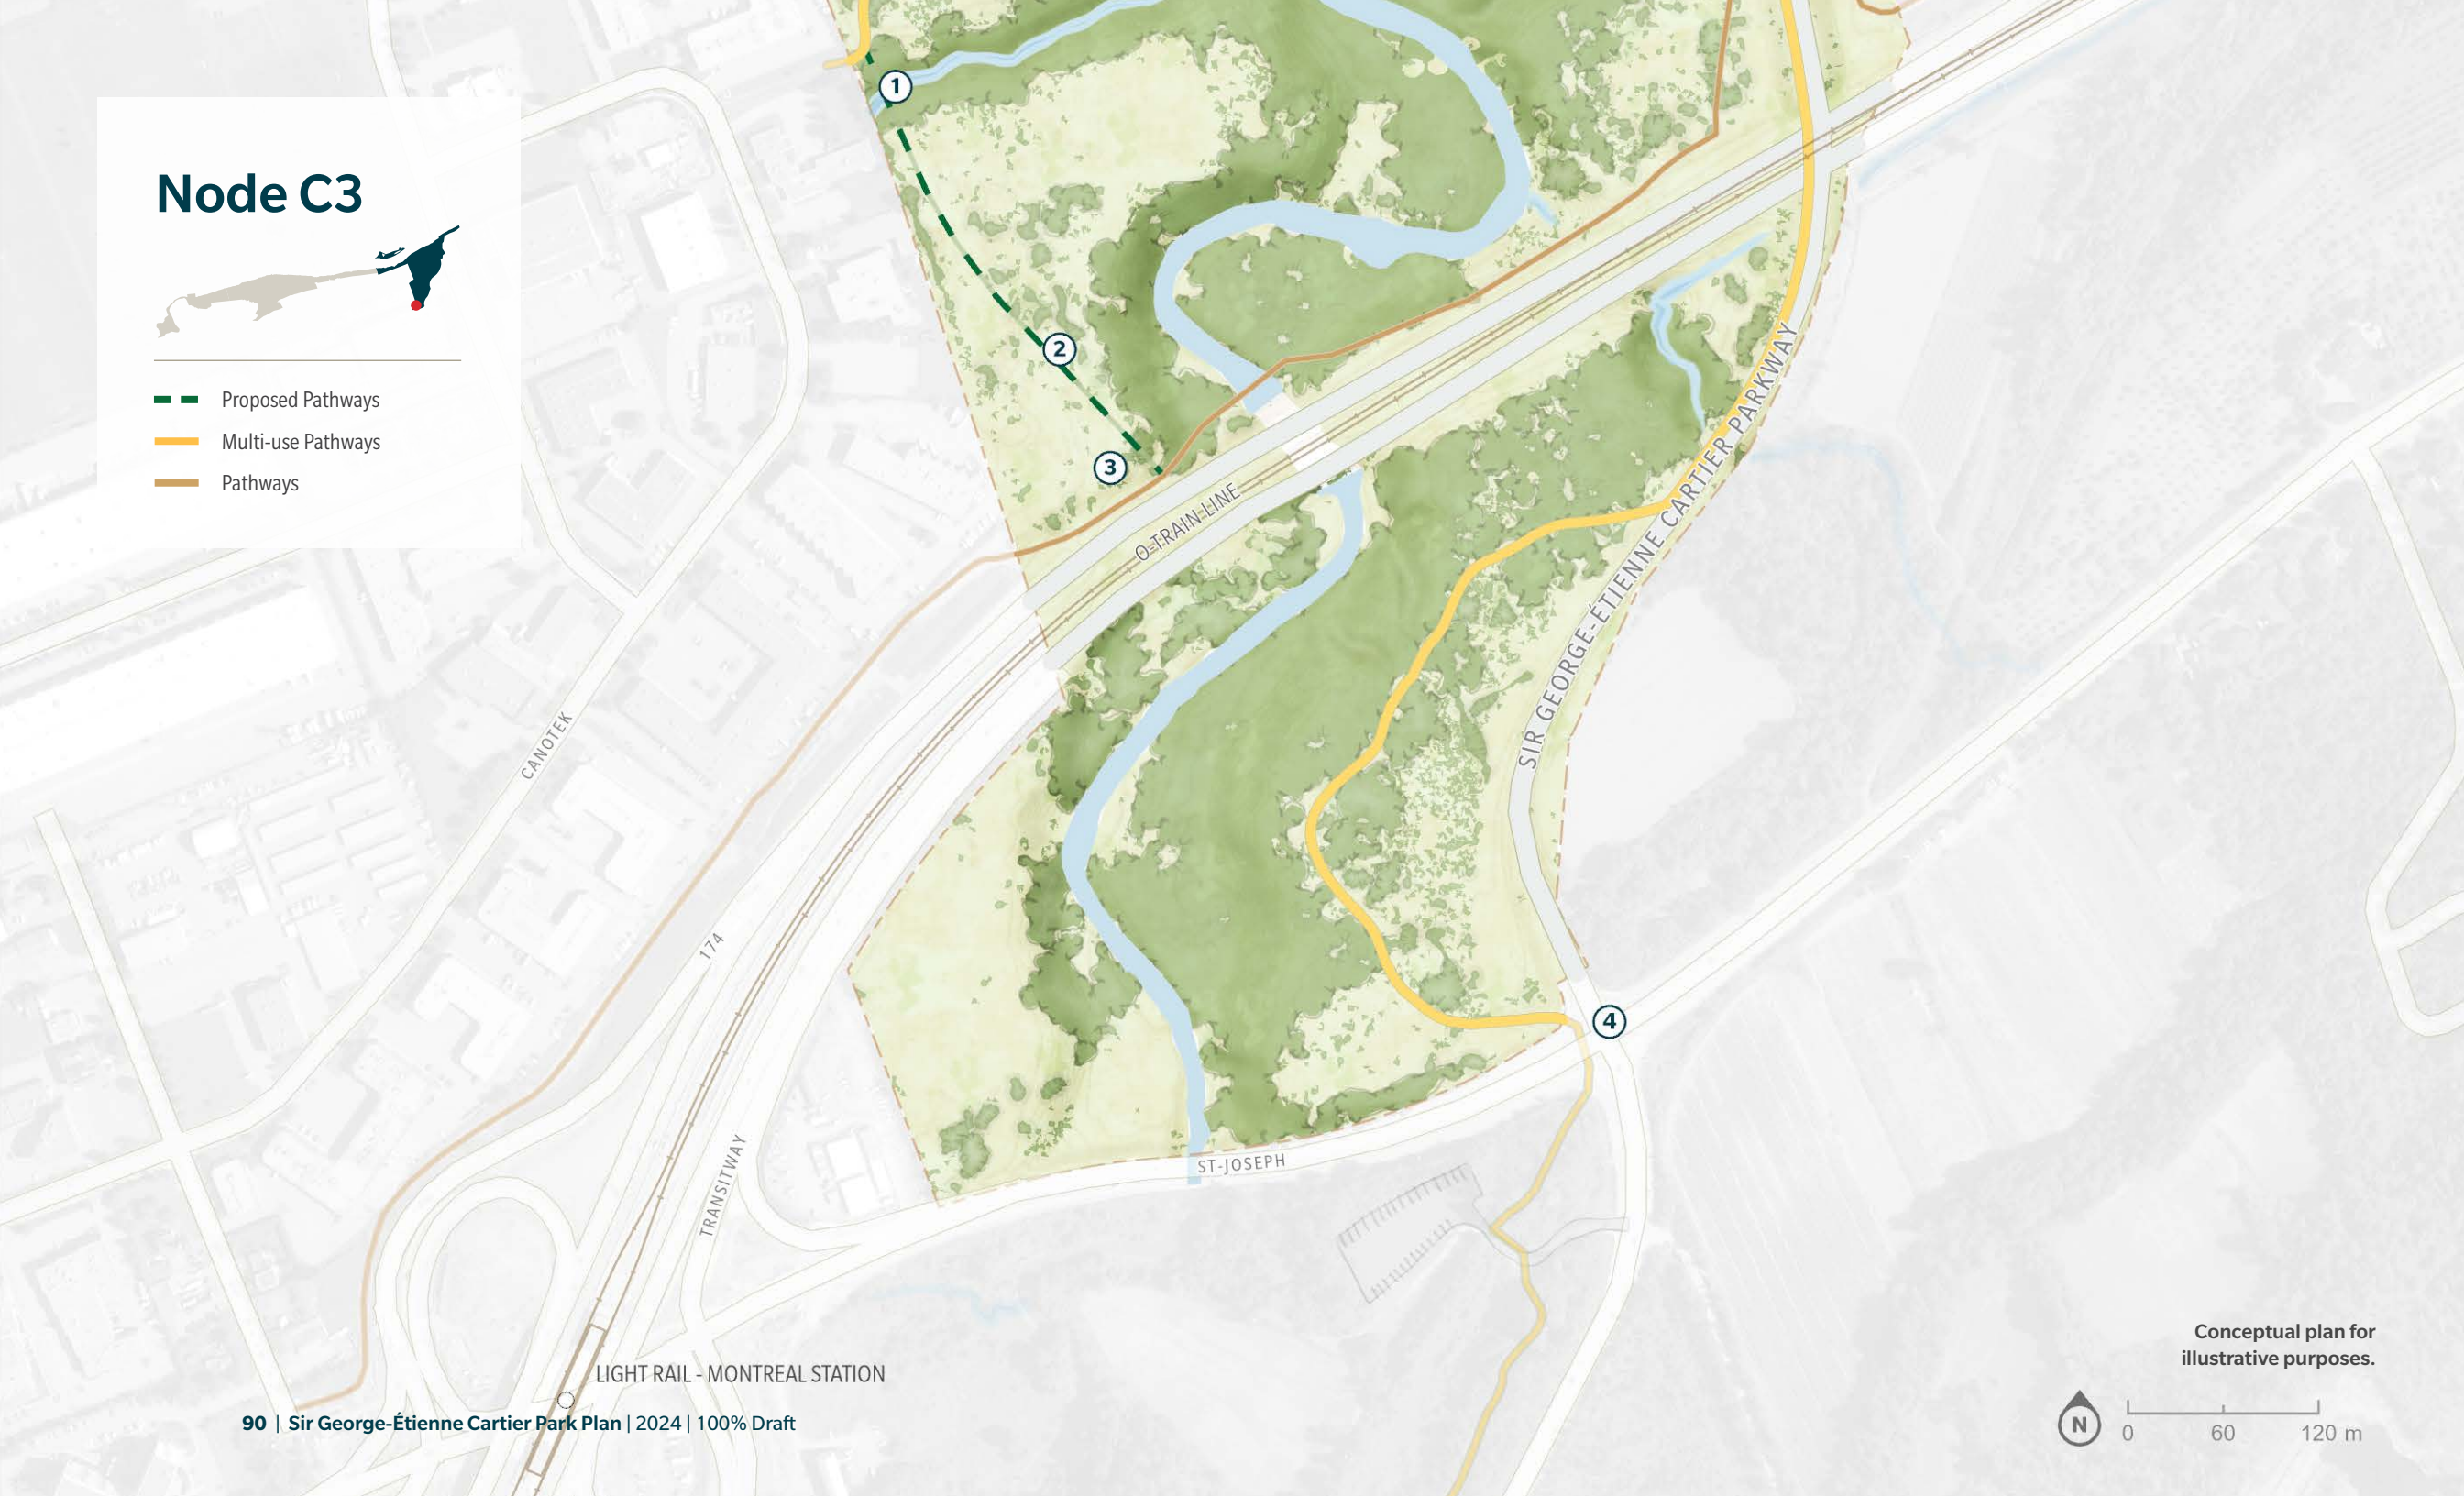 Node C3
Proposed Pathways
Multi-use Pathways
Pathways
1
2
3
O-TRAIN LINE
SIR GEORGE-ÉTIENNE CARTIER PARKWAY
CANOTEK
174
4
TRANSITWAY
ST-JOSEPH
LIGHT RAIL - MONTREAL STATION
Conceptual plan for
illustrative purposes.
N
0 60 120 m
90 | Sir George-Étienne Cartier Park Plan | 2024 | 100% Draft